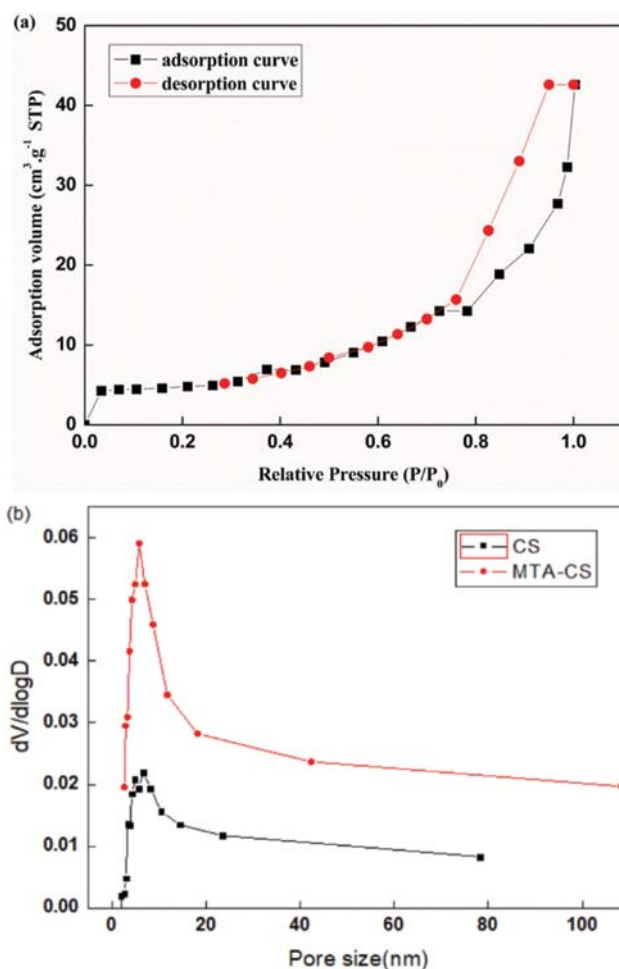 (a)
50
40
30
20
10
0
adsorption curve
desorption curve
Adsorption volume (cm³.g⁻¹ STP)
0.0 0.2 0.4 0.6 0.8 1.0
Relative Pressure (P/P₀)
(b)
0.06
0.05
0.04
0.03
0.02
0.01
0.00
CS
MTA-CS
dV/dlogD
0 20 40 60 80 100
Pore size(nm)